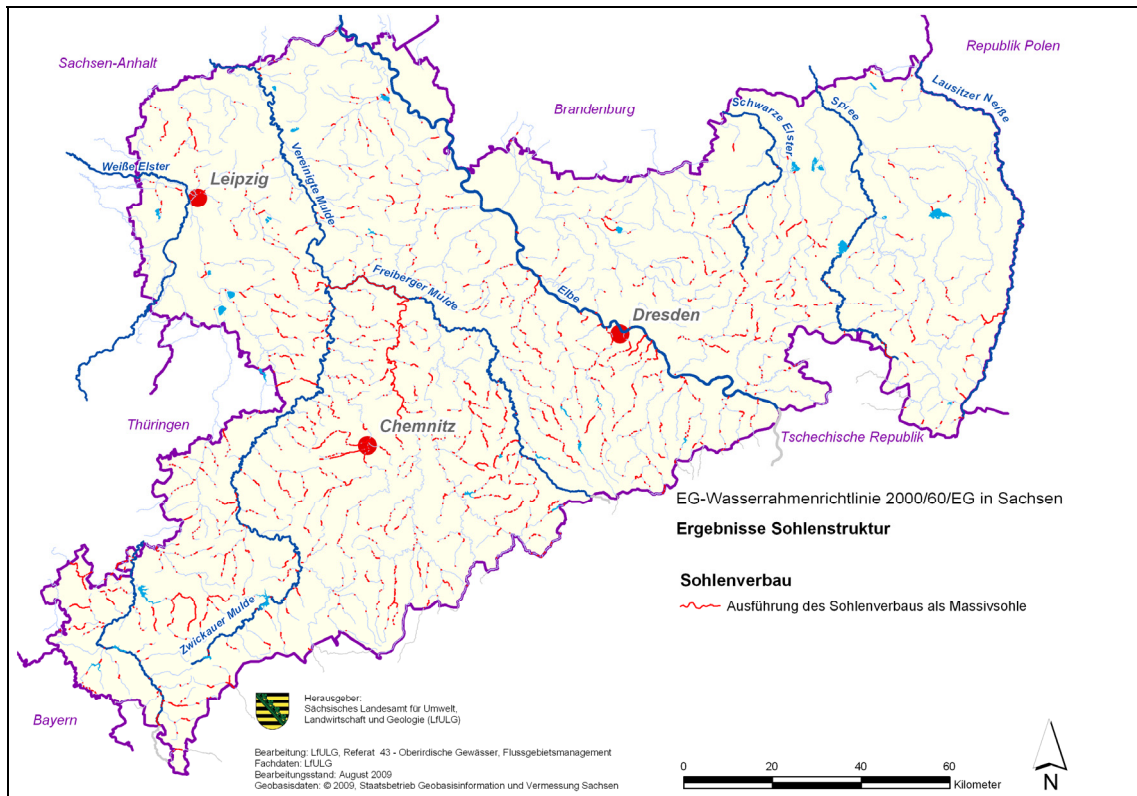 Sachsen-Anhalt
Republik Polen
Brandenburg
Lausitzer Neiße
Spree
Schwarze Elster
Weiße Elster
Leipzig
Vereinigte Mulde
Freiberger Mulde
Elbe
Dresden
Thüringen
Chemnitz
Tschechische Republik
Zwickauer Mulde
Bayern
EG-Wasserrahmenrichtlinie 2000/60/EG in Sachsen
Ergebnisse Sohlenstruktur
Sohlenverbau
Ausführung des Sohlenverbaus als Massivsohle
Herausgeber:
Sächsisches Landesamt für Umwelt,
Landwirtschaft und Geologie (LfULG)
Bearbeitung: LfULG, Referat 43 - Oberirdische Gewässer, Flussgebietsmanagement
Fachdaten: LfULG
Bearbeitungsstand: August 2009
Geobasisdaten: © 2009, Staatsbetrieb Geobasisinformation und Vermessung Sachsen
0 20 40 60
Kilometer
N